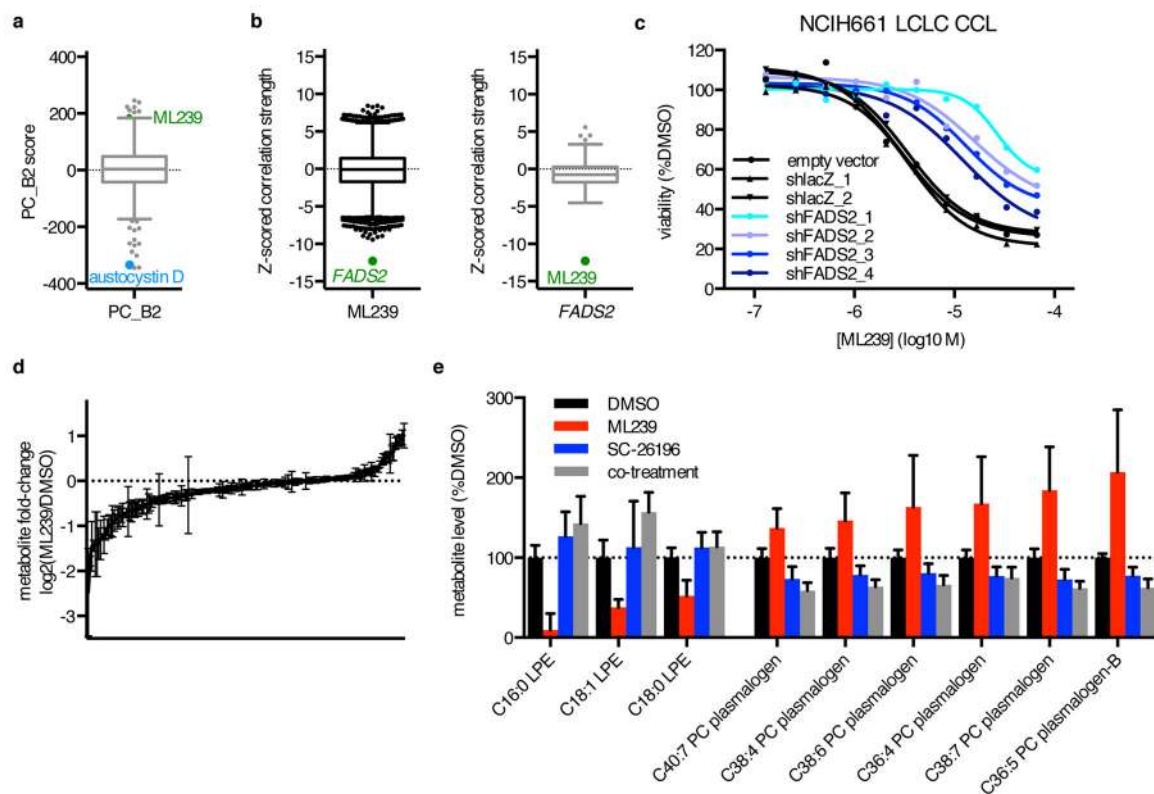 a
400
200
0
-200
-400
PC_B2 score
ML239
austocystin D
PC_B2
b
15
10
5
0
-5
-10
-15
Z-scored correlation strength
FADS2
ML239
15
10
5
0
-5
-10
-15
Z-scored correlation strength
ML239
FADS2
c
NCIH661 LCLC CCL
120
100
80
60
40
20
0
viability (%DMSO)
empty vector
shlacZ_1
shlacZ_2
shFADS2_1
shFADS2_2
shFADS2_3
shFADS2_4
-7
-6
-5
-4
[ML239] (log10 M)
d
1
0
-1
-2
-3
metabolite fold-change
log2(ML239/DMSO)
e
300
200
100
0
metabolite level (%DMSO)
DMSO
ML239
SC-26196
co-treatment
C16:0 LPE
C18:1 LPE
C18:0 LPE
C40:7 PC plasmalogen
C38:4 PC plasmalogen
C38:6 PC plasmalogen
C36:4 PC plasmalogen
C38:7 PC plasmalogen
C36:5 PC plasmalogen-B